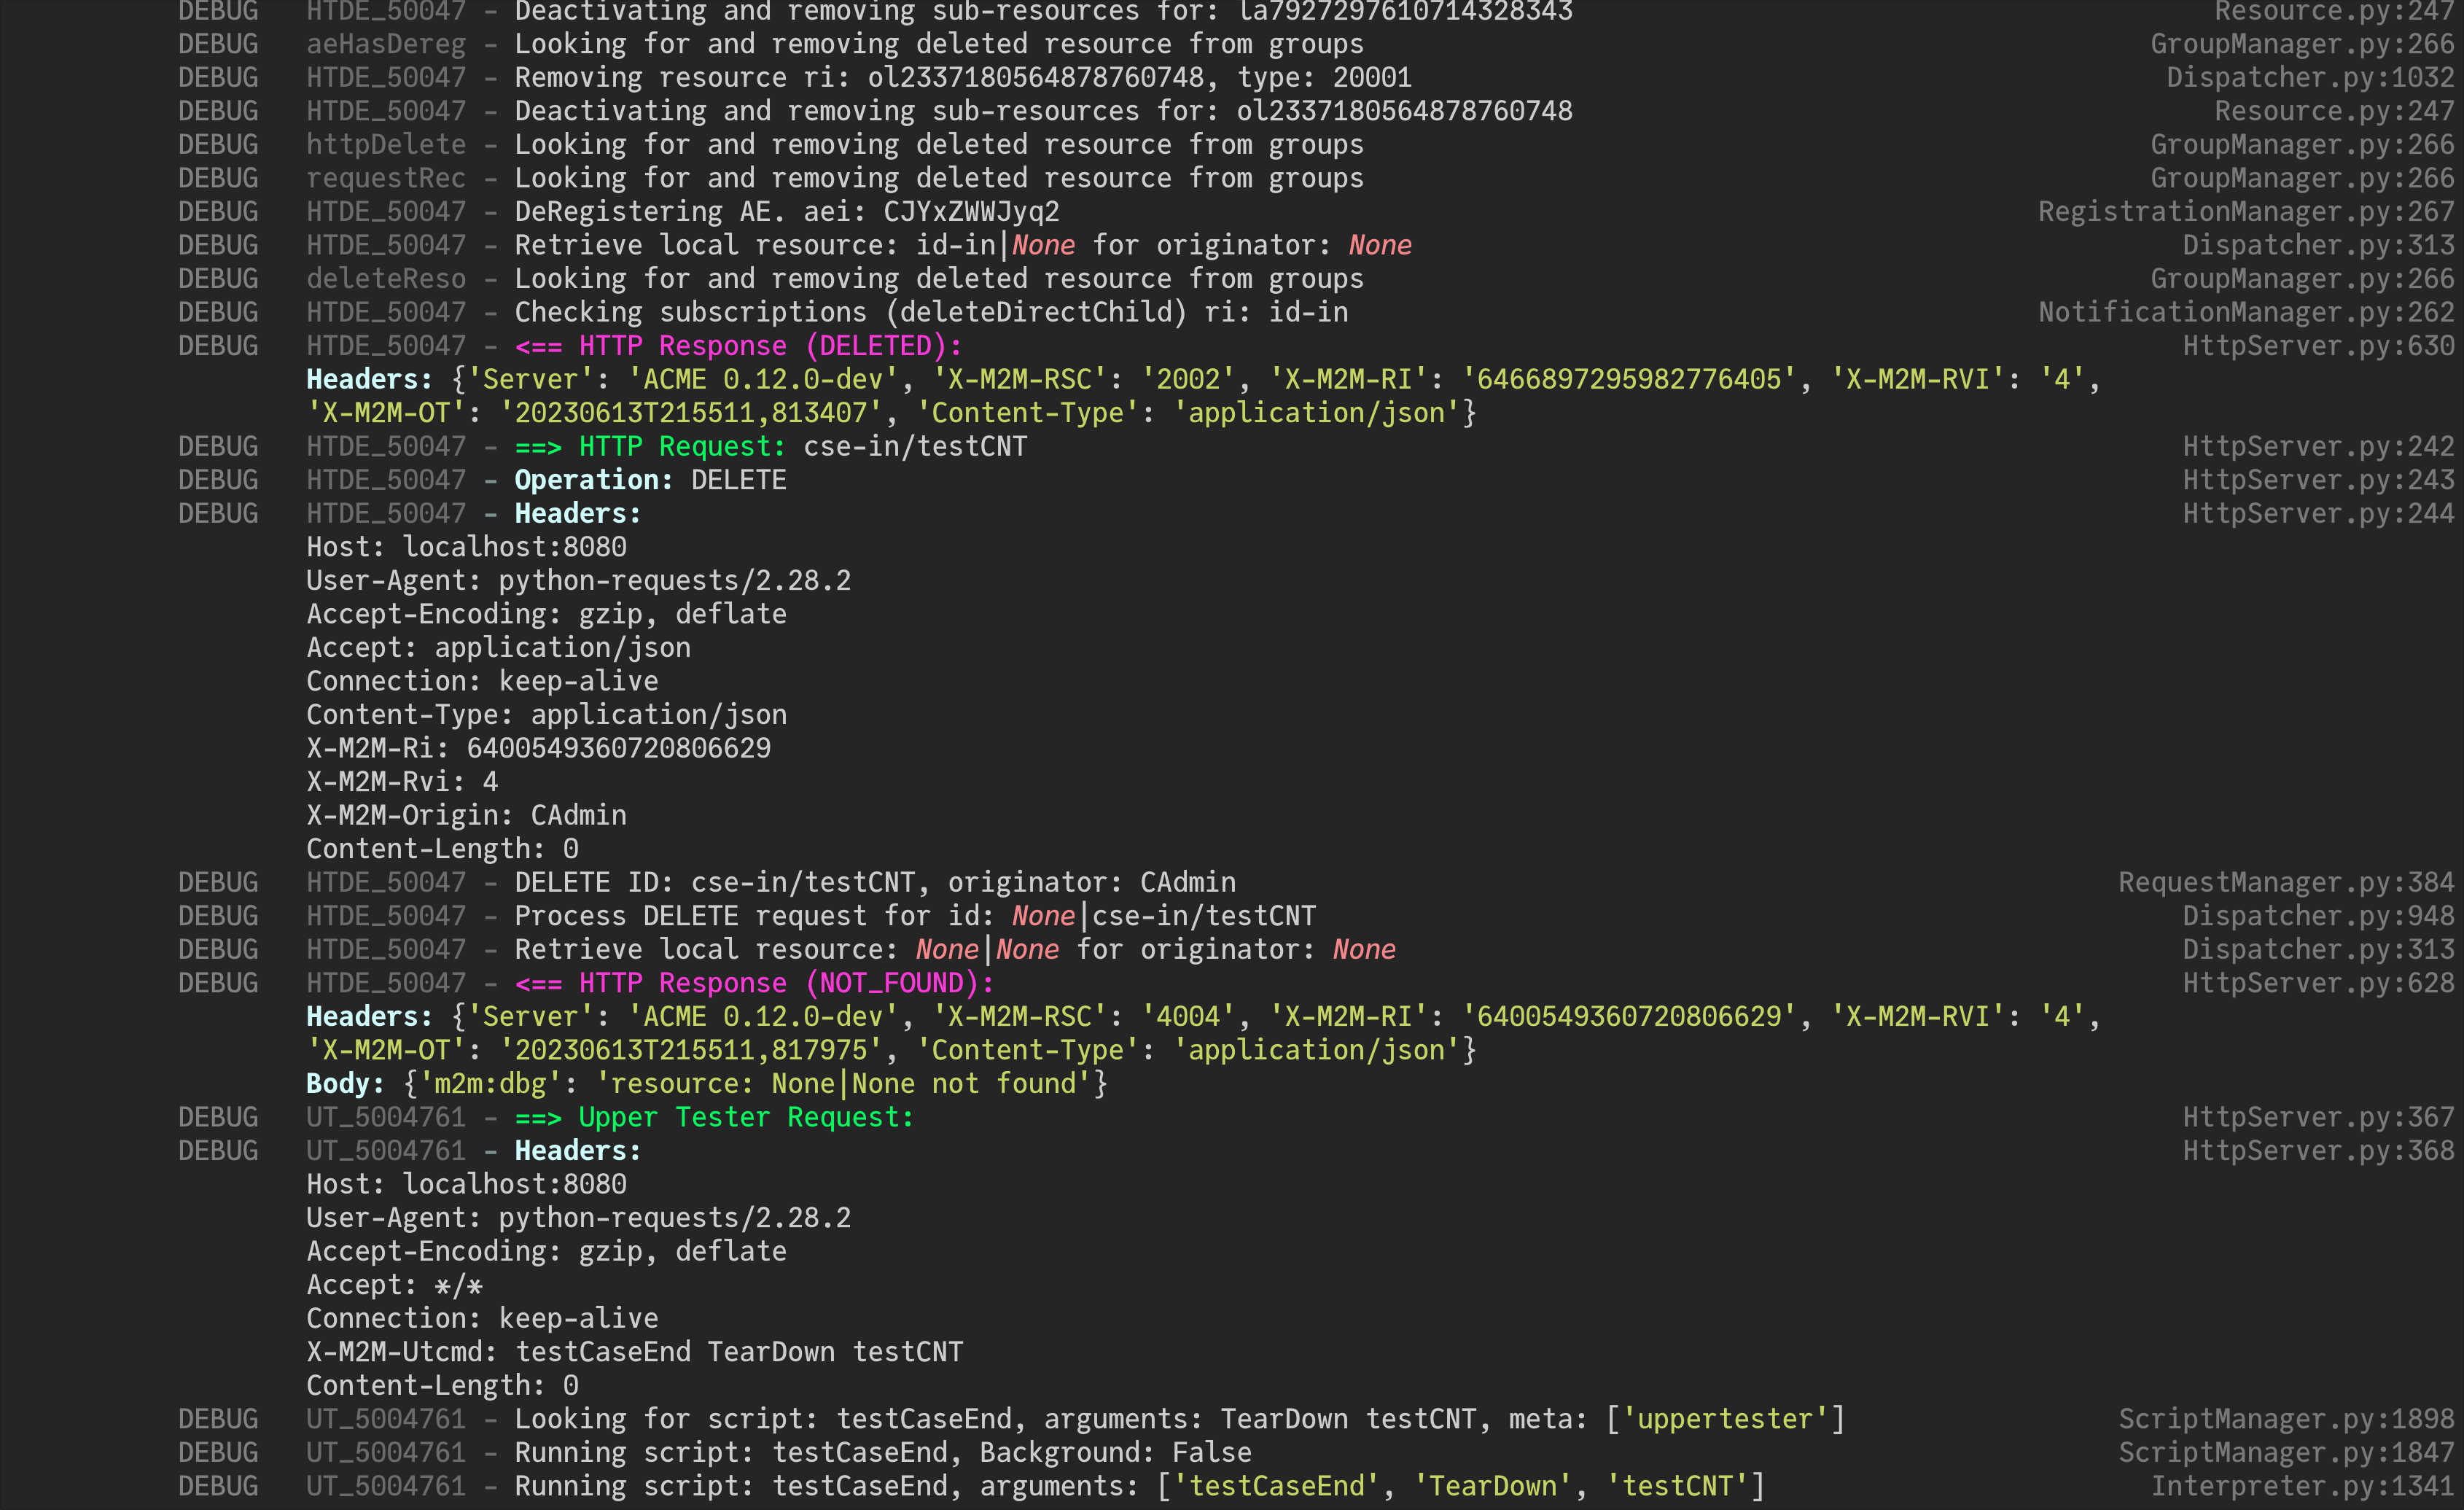 DEBUG HTDE_50047 - Deactivating and removing sub-resources for: la7927297610714328343 Resource.py:247
DEBUG aeHasDereg - Looking for and removing deleted resource from groups GroupManager.py:266
DEBUG HTDE_50047 - Removing resource ri: ol2337180564878760748, type: 20001 Dispatcher.py:1032
DEBUG HTDE_50047 - Deactivating and removing sub-resources for: ol2337180564878760748 Resource.py:247
DEBUG httpDelete - Looking for and removing deleted resource from groups GroupManager.py:266
DEBUG requestRec - Looking for and removing deleted resource from groups GroupManager.py:266
DEBUG HTDE_50047 - DeRegistering AE. aei: CJYxZWWJyq2 RegistrationManager.py:267
DEBUG HTDE_50047 - Retrieve local resource: id-in|None for originator: None Dispatcher.py:313
DEBUG deleteReso - Looking for and removing deleted resource from groups GroupManager.py:266
DEBUG HTDE_50047 - Checking subscriptions (deleteDirectChild) ri: id-in NotificationManager.py:262
DEBUG HTDE_50047 - <== HTTP Response (DELETED): HttpServer.py:630
Headers: {'Server': 'ACME 0.12.0-dev', 'X-M2M-RSC': '2002', 'X-M2M-RI': '6466897295982776405', 'X-M2M-RVI': '4',
'X-M2M-OT': '20230613T215511,813407', 'Content-Type': 'application/json'}
DEBUG HTDE_50047 - ==> HTTP Request: cse-in/testCNT HttpServer.py:242
DEBUG HTDE_50047 - Operation: DELETE HttpServer.py:243
DEBUG HTDE_50047 - Headers: HttpServer.py:244
Host: localhost:8080
User-Agent: python-requests/2.28.2
Accept-Encoding: gzip, deflate
Accept: application/json
Connection: keep-alive
Content-Type: application/json
X-M2M-Ri: 6400549360720806629
X-M2M-Rvi: 4
X-M2M-Origin: CAdmin
Content-Length: 0
DEBUG HTDE_50047 - DELETE ID: cse-in/testCNT, originator: CAdmin RequestManager.py:384
DEBUG HTDE_50047 - Process DELETE request for id: None|cse-in/testCNT Dispatcher.py:948
DEBUG HTDE_50047 - Retrieve local resource: None|None for originator: None Dispatcher.py:313
DEBUG HTDE_50047 - <== HTTP Response (NOT_FOUND): HttpServer.py:628
Headers: {'Server': 'ACME 0.12.0-dev', 'X-M2M-RSC': '4004', 'X-M2M-RI': '6400549360720806629', 'X-M2M-RVI': '4',
'X-M2M-OT': '20230613T215511,817975', 'Content-Type': 'application/json'}
Body: {'m2m:dbg': 'resource: None|None not found'}
DEBUG UT_5004761 - ==> Upper Tester Request: HttpServer.py:367
DEBUG UT_5004761 - Headers: HttpServer.py:368
Host: localhost:8080
User-Agent: python-requests/2.28.2
Accept-Encoding: gzip, deflate
Accept: */*
Connection: keep-alive
X-M2M-Utcmd: testCaseEnd TearDown testCNT
Content-Length: 0
DEBUG UT_5004761 - Looking for script: testCaseEnd, arguments: TearDown testCNT, meta: ['uppertester'] ScriptManager.py:1898
DEBUG UT_5004761 - Running script: testCaseEnd, Background: False ScriptManager.py:1847
DEBUG UT_5004761 - Running script: testCaseEnd, arguments: ['testCaseEnd', 'TearDown', 'testCNT'] Interpreter.py:1341